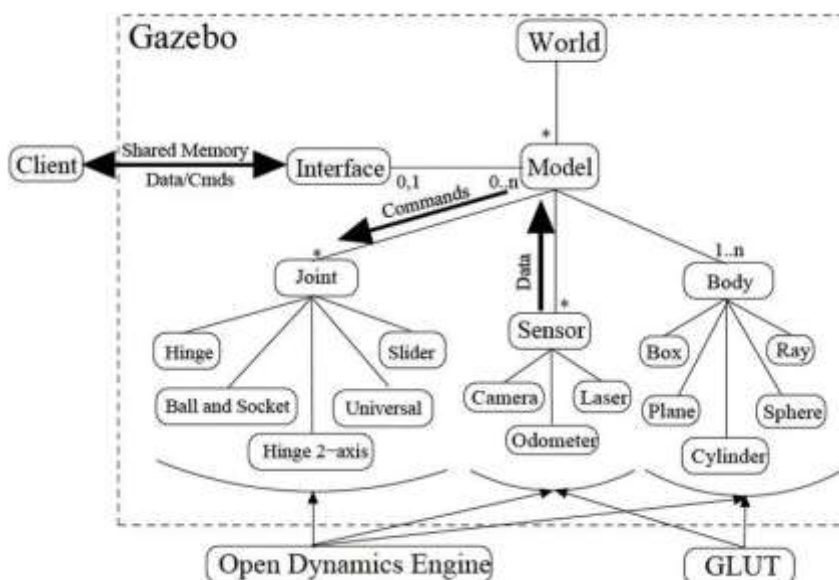 Gazebo
World
*
Client
Shared Memory
Data/Cmds
Interface
0,1
0..n
Model
Commands
*
Joint
Data
*
Sensor
1..n
Body
Hinge
Slider
Ball and Socket
Universal
Hinge 2-axis
Camera
Laser
Odometer
Box
Ray
Plane
Sphere
Cylinder
Open Dynamics Engine
GLUT